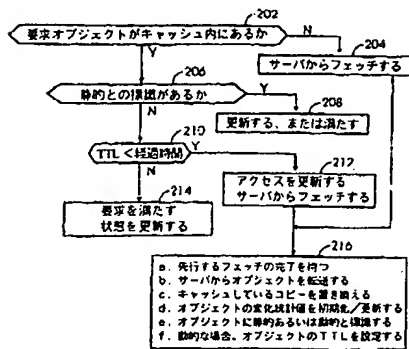 202
要求オブジェクトがキャッシュ内にあるか
N
Y
204
サーバからフェッチする
206
静的との標識があるか
Y
N
208
更新する、または満たす
210
TTL<経過時間
Y
N
212
アクセスを更新する
サーバからフェッチする
214
要求を満たす
状態を更新する
216
a. 先行するフェッチの完了を待つ
b. サーバからオブジェクトを転送する
c. キャッシュしているコピーを置き換える
d. オブジェクトの変化統計値を初期化/更新する
e. オブジェクトに静的あるいは動的と標識する
f. 動的な場合、オブジェクトのTTLを設定する